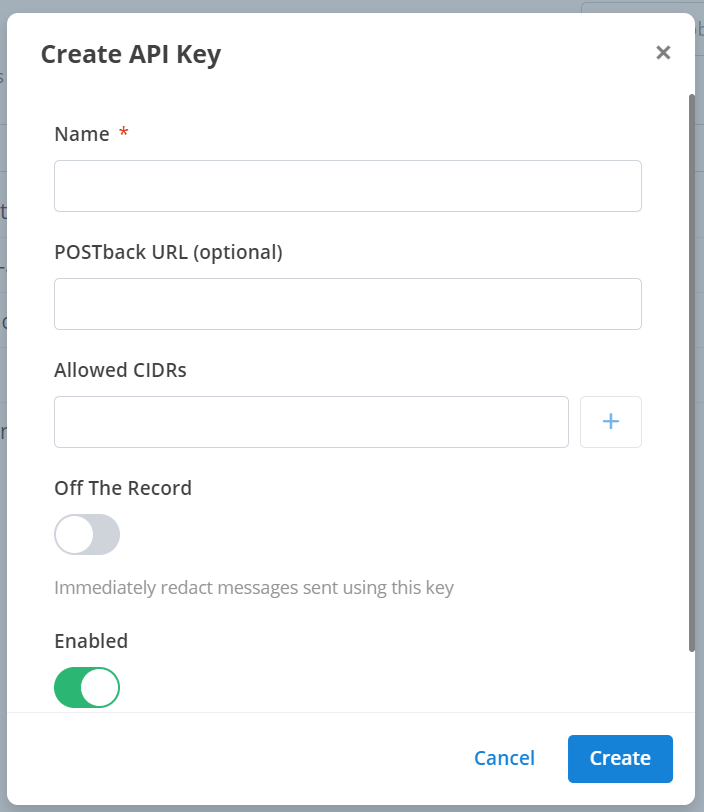 Create API Key
×
Name *
POSTback URL (optional)
Allowed CIDRs
+
Off The Record
Immediately redact messages sent using this key
Enabled
Cancel Create